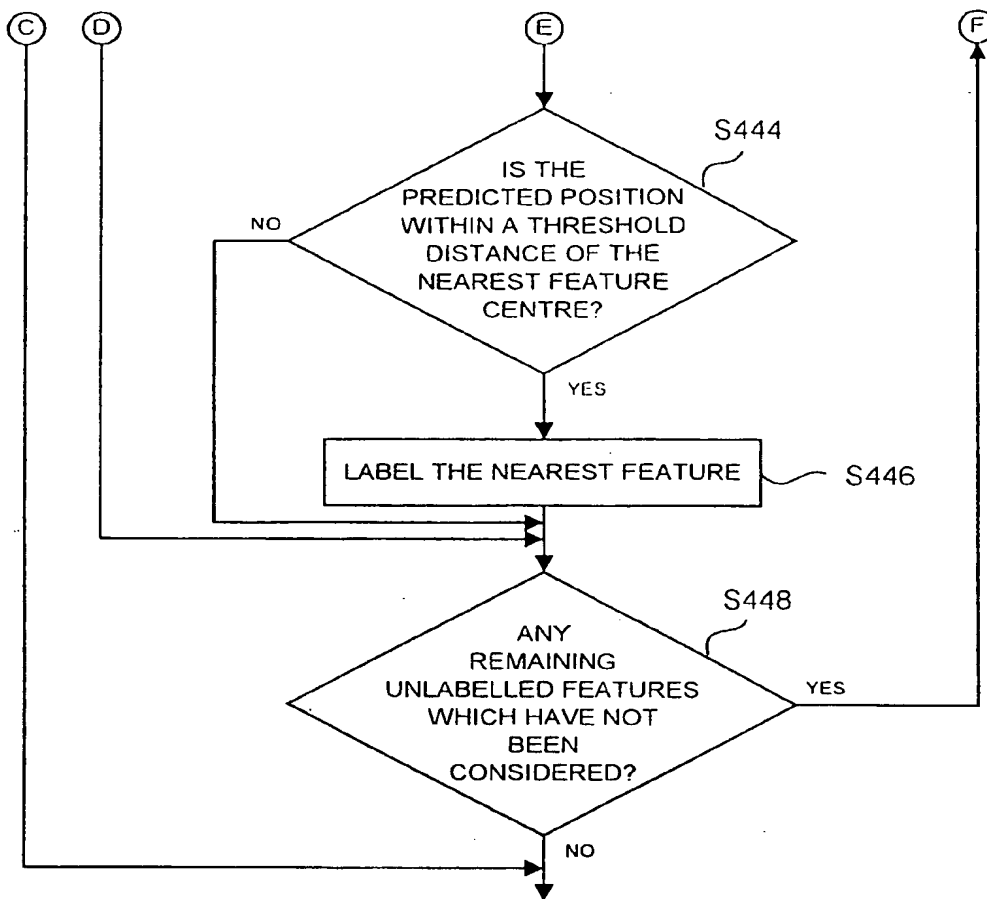 C D E F
S444
IS THE
PREDICTED POSITION
WITHIN A THRESHOLD
DISTANCE OF THE
NEAREST FEATURE
CENTRE?
NO
YES
LABEL THE NEAREST FEATURE
S446
S448
ANY
REMAINING
UNLABELLED FEATURES
WHICH HAVE NOT
BEEN
CONSIDERED?
YES
NO